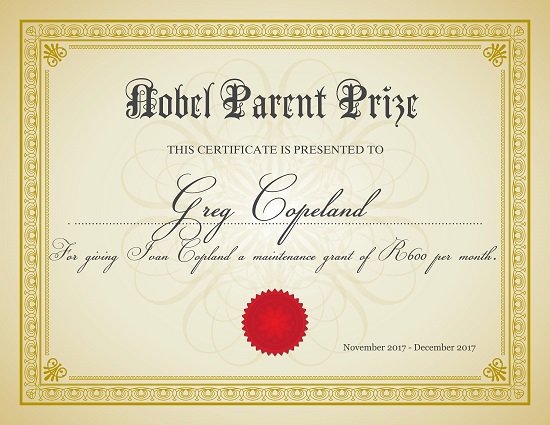 Nobel Parent Prize
THIS CERTIFICATE IS PRESENTED TO
Greg Copeland
For giving Ivan Copland a maintenance grant of R600 per month.
November 2017 - December 2017